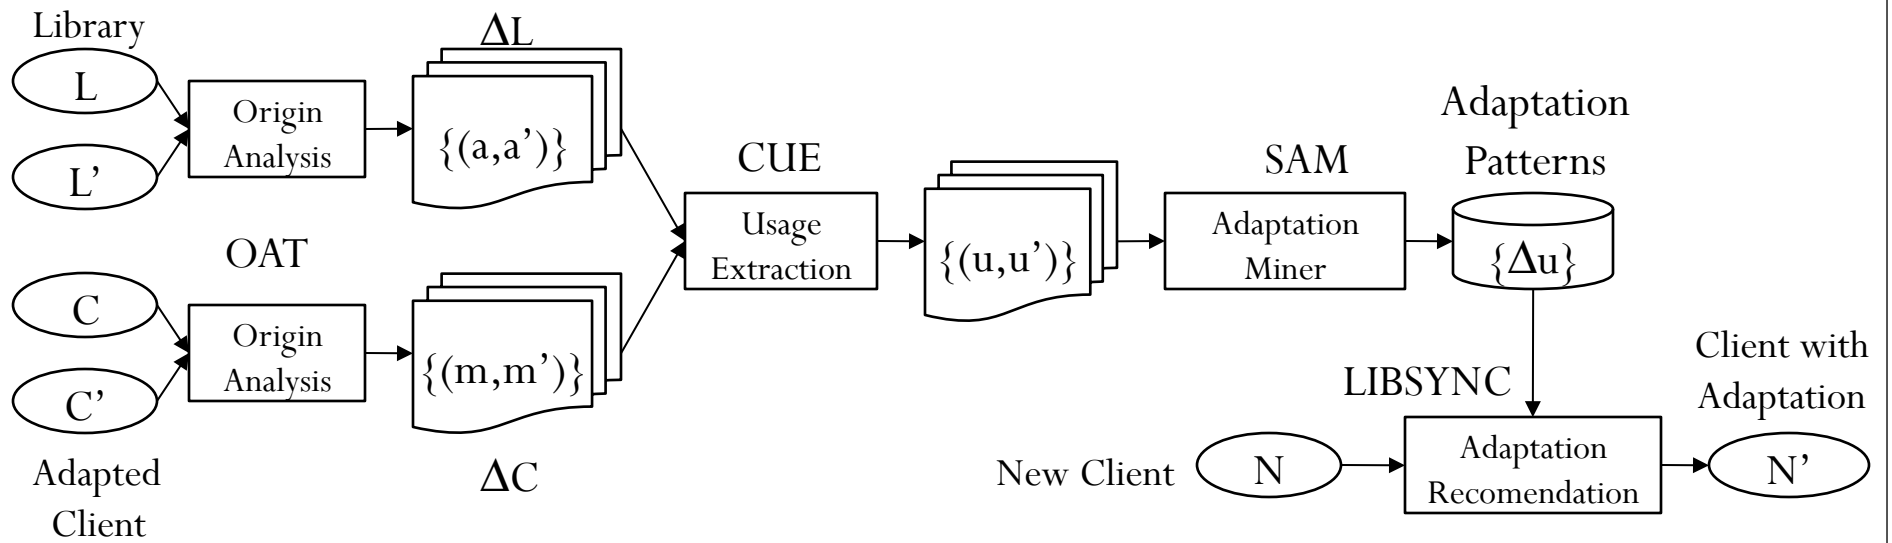 Library
L
L'
Origin
Analysis
ΔL
{(a,a')}
OAT
C
C'
Adapted
Client
Origin
Analysis
{(m,m')}
ΔC
CUE
Usage
Extraction
{(u,u')}
SAM
Adaptation
Miner
Adaptation
Patterns
{Δu}
LIBSYNC
New Client
N
Adaptation
Recomendation
Client with
Adaptation
N'